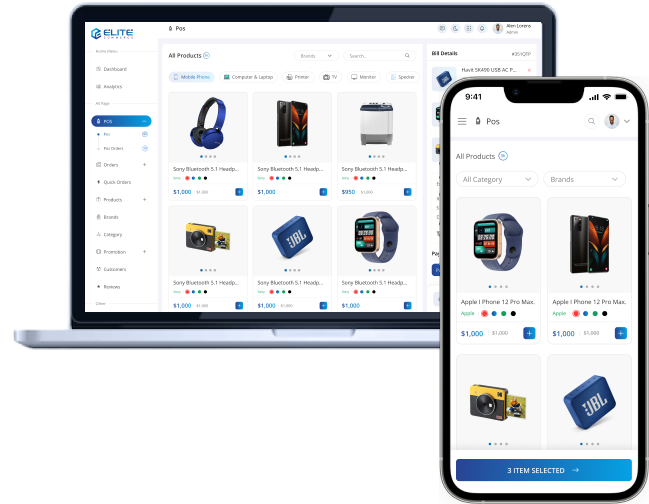 ELITE
COMMERCE
Pos
Alen Lorens
Admin
Dashboard
Analytics
POS
Pos
Pos Orders
Orders
Quick Orders
Products
Brands
Category
Promotion
Customers
Reviews
Other
All Products
Brands
Search..
Mobile Phone
Computer & Laptop
Printer
TV
Monitor
Sony Bluetooth 5.1 Headp...
Sony Bluetooth 5.1 Headp...
Sony Bluetooth 5.1 Headp...
$1,000 $1,000
$1,000 $1,000
$950 $1,000
JBL
Sony Bluetooth 5.1 Headp...
Sony Bluetooth 5.1 Headp...
Sony Bluetooth 5.1 Headp...
$1,000 $1,000
$1,000 $1,000
$1,000 $1,000
Bill Details
#351QTP
Havit SK490 USB AC P...
9:41
Pos
All Products
All Category
Brands
Apple I Phone 12 Pro Max.
Apple I Phone 12 Pro Max.
Apple
Apple
$1,000 $1,000
$1,000 $1,000
JBL
3 ITEM SELECTED